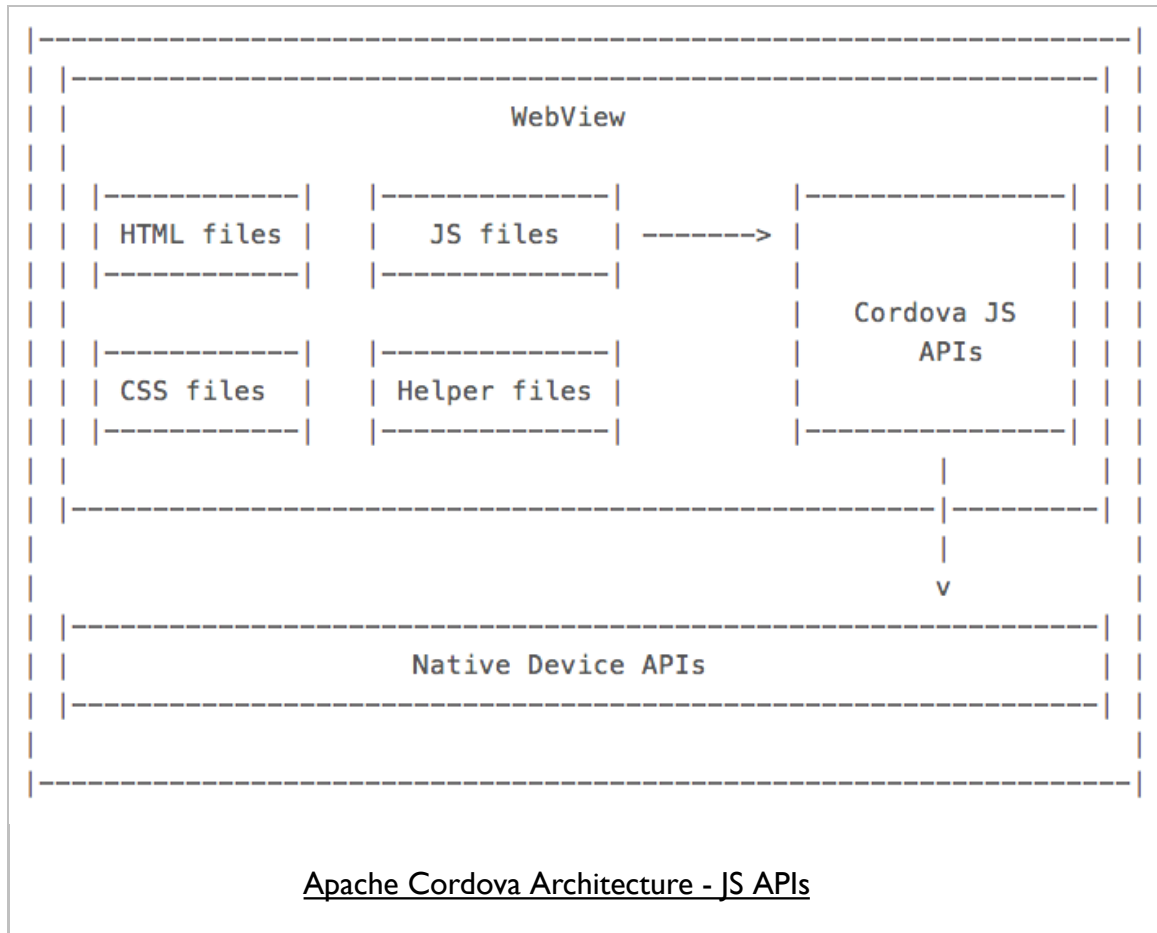 WebView
HTML files
JS files
------->
Cordova JS
APIs
CSS files
Helper files
v
Native Device APIs
Apache Cordova Architecture - JS APIs